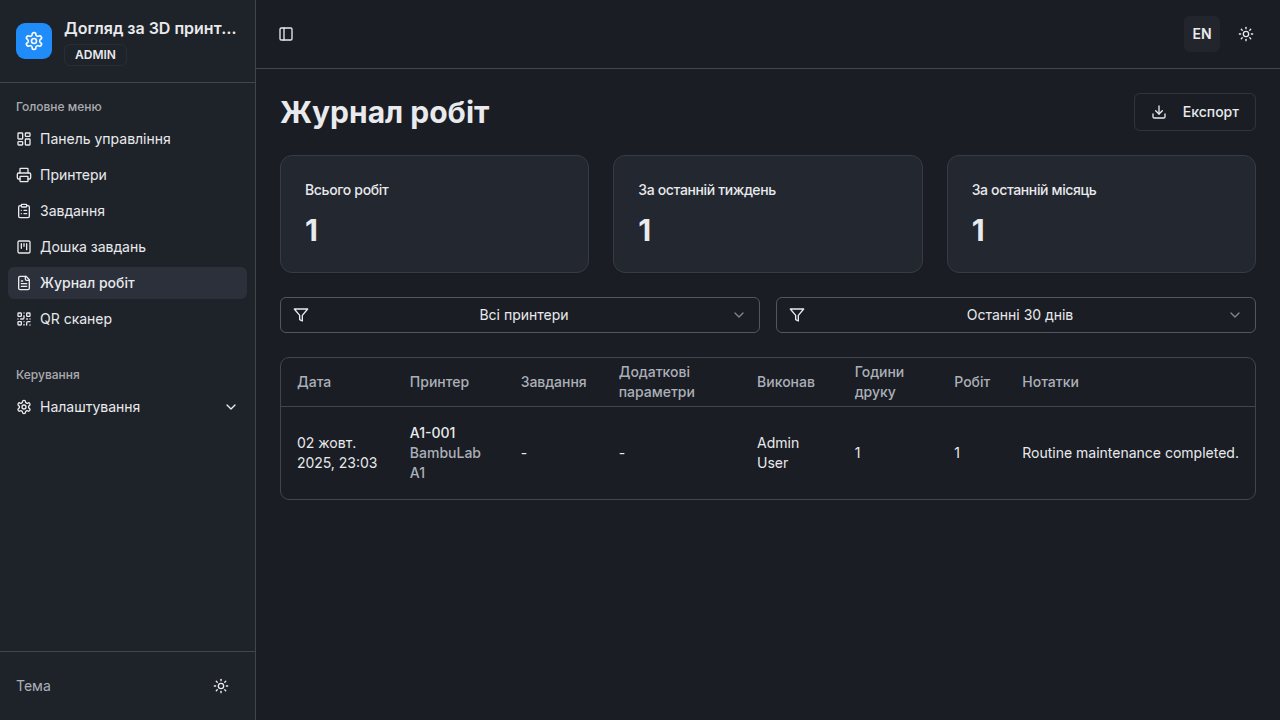 Догляд за 3D принт...
ADMIN
Головне меню
Панель управління
Принтери
Завдання
Дошка завдань
Журнал робіт
QR сканер
Керування
Налаштування
Тема
EN
Журнал робіт
Експорт
Всього робіт
1
За останній тиждень
1
За останній місяць
1
Всі принтери
Останні 30 днів
Дата
Принтер
Завдання
Додаткові
параметри
Виконав
Години
друку
Робіт
Нотатки
02 жовт.
2025, 23:03
A1-001
BambuLab
A1
-
-
Admin
User
1
1
Routine maintenance completed.